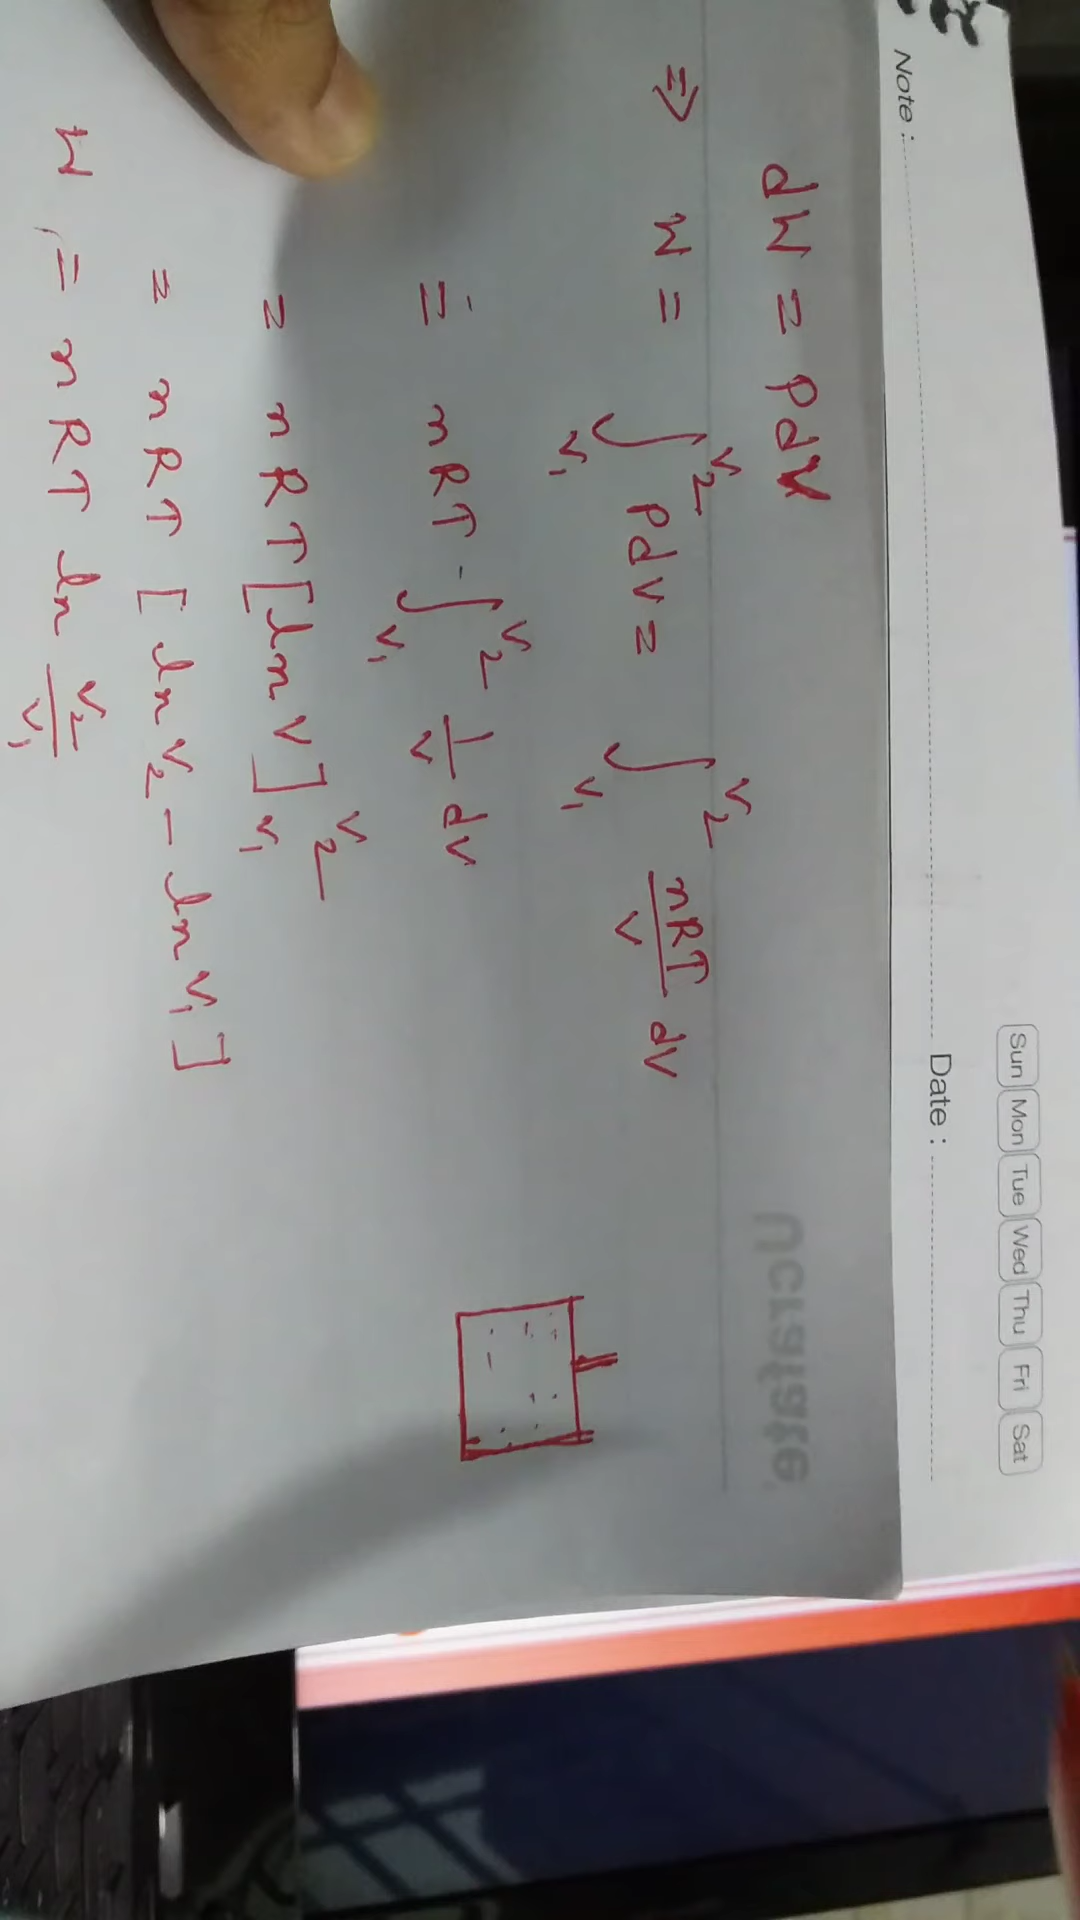 Sun Mon Tue Wed Thu Fri Sat
Note : Date :
dW = PdV
⇒ W = ∫_{V₁}^{V₂} PdV = ∫_{V₁}^{V₂} nRT/V dV
= nRT · ∫_{V₁}^{V₂} 1/V dV
= nRT [ln V]_{V₁}^{V₂}
= nRT [ln V₂ - ln V₁]
W = nRT ln V₂/V₁